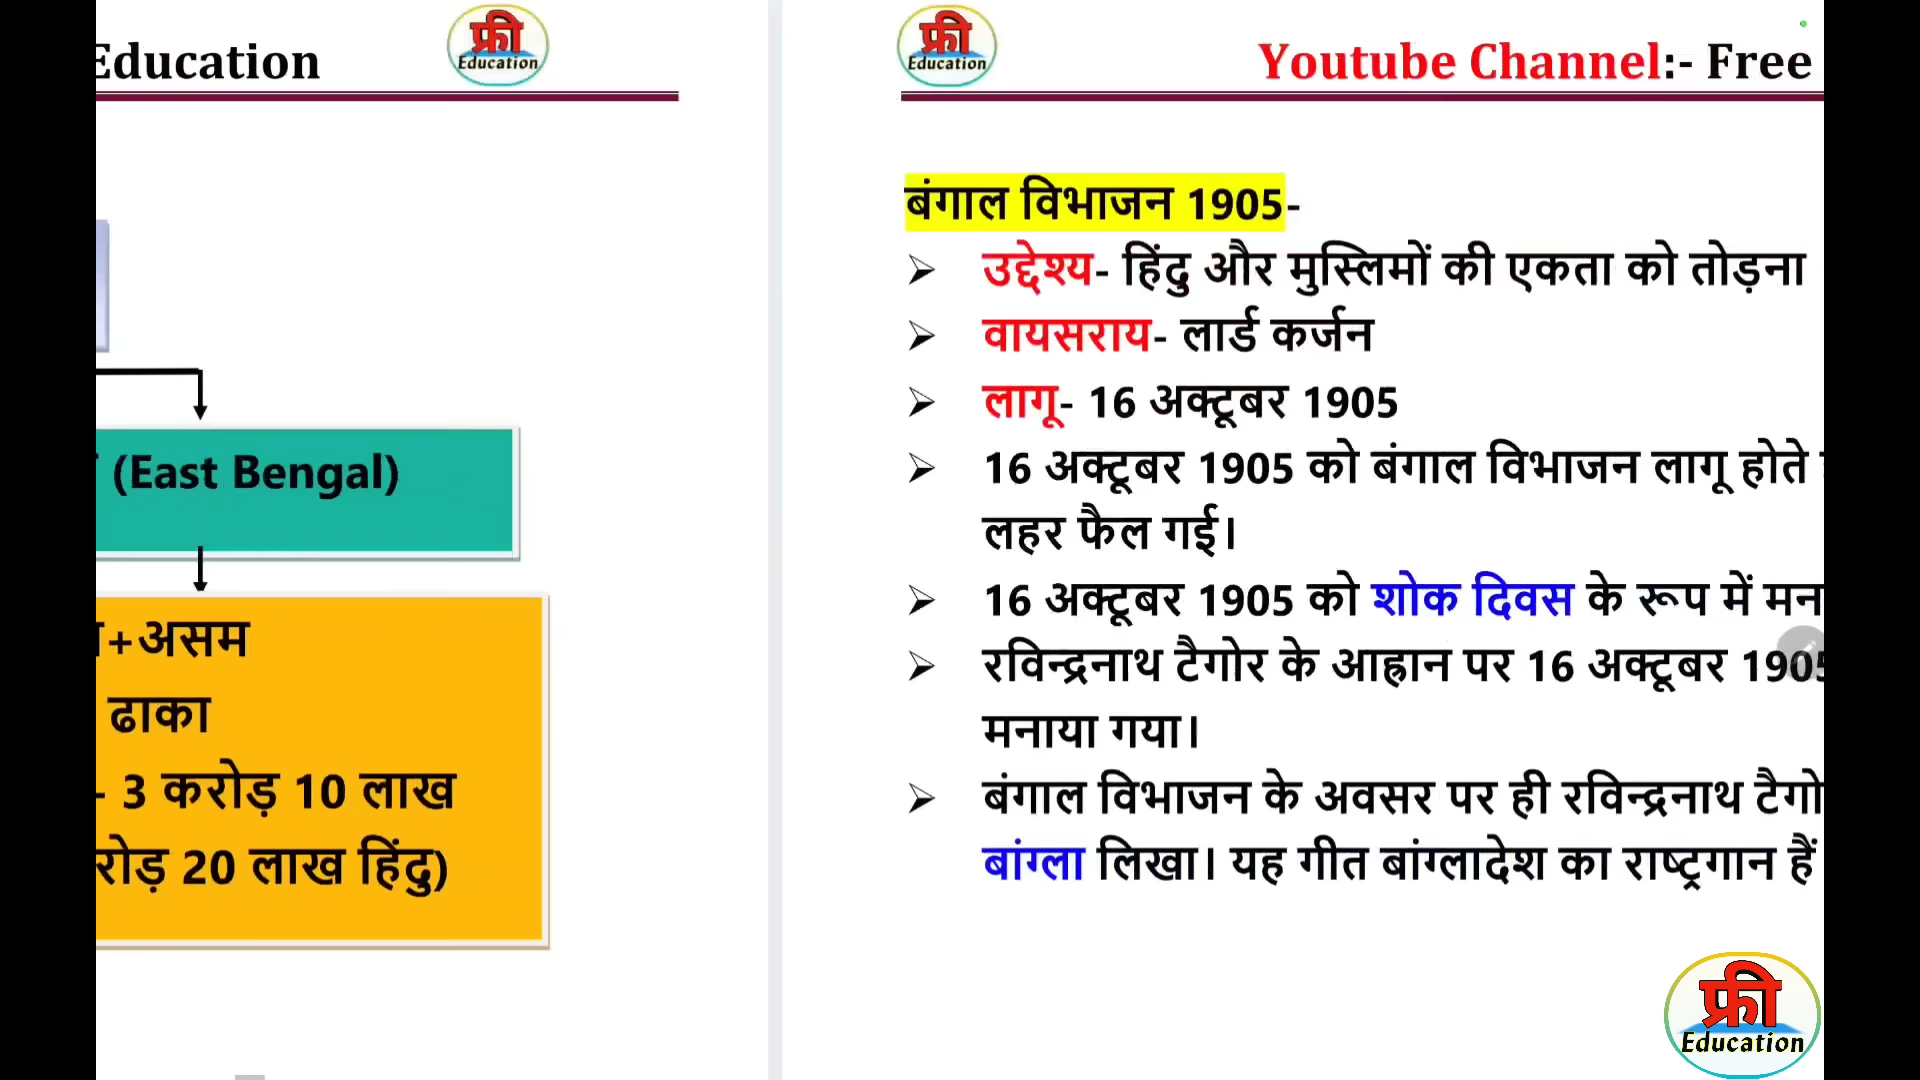 Education
फ्री
Education
(East Bengal)
+असम
ढाका
- 3 करोड़ 10 लाख
रोड़ 20 लाख हिंदु)
फ्री
Education
Youtube Channel:- Free
बंगाल विभाजन 1905-
➢ उद्देश्य- हिंदु और मुस्लिमों की एकता को तोड़ना
➢ वायसराय- लार्ड कर्जन
➢ लागू- 16 अक्टूबर 1905
➢ 16 अक्टूबर 1905 को बंगाल विभाजन लागू होते
लहर फैल गई।
➢ 16 अक्टूबर 1905 को शोक दिवस के रूप में मन
➢ रविन्द्रनाथ टैगोर के आह्रान पर 16 अक्टूबर 1905
मनाया गया।
➢ बंगाल विभाजन के अवसर पर ही रविन्द्रनाथ टैगो
बांग्ला लिखा। यह गीत बांग्लादेश का राष्ट्रगान हैं
फ्री
Education